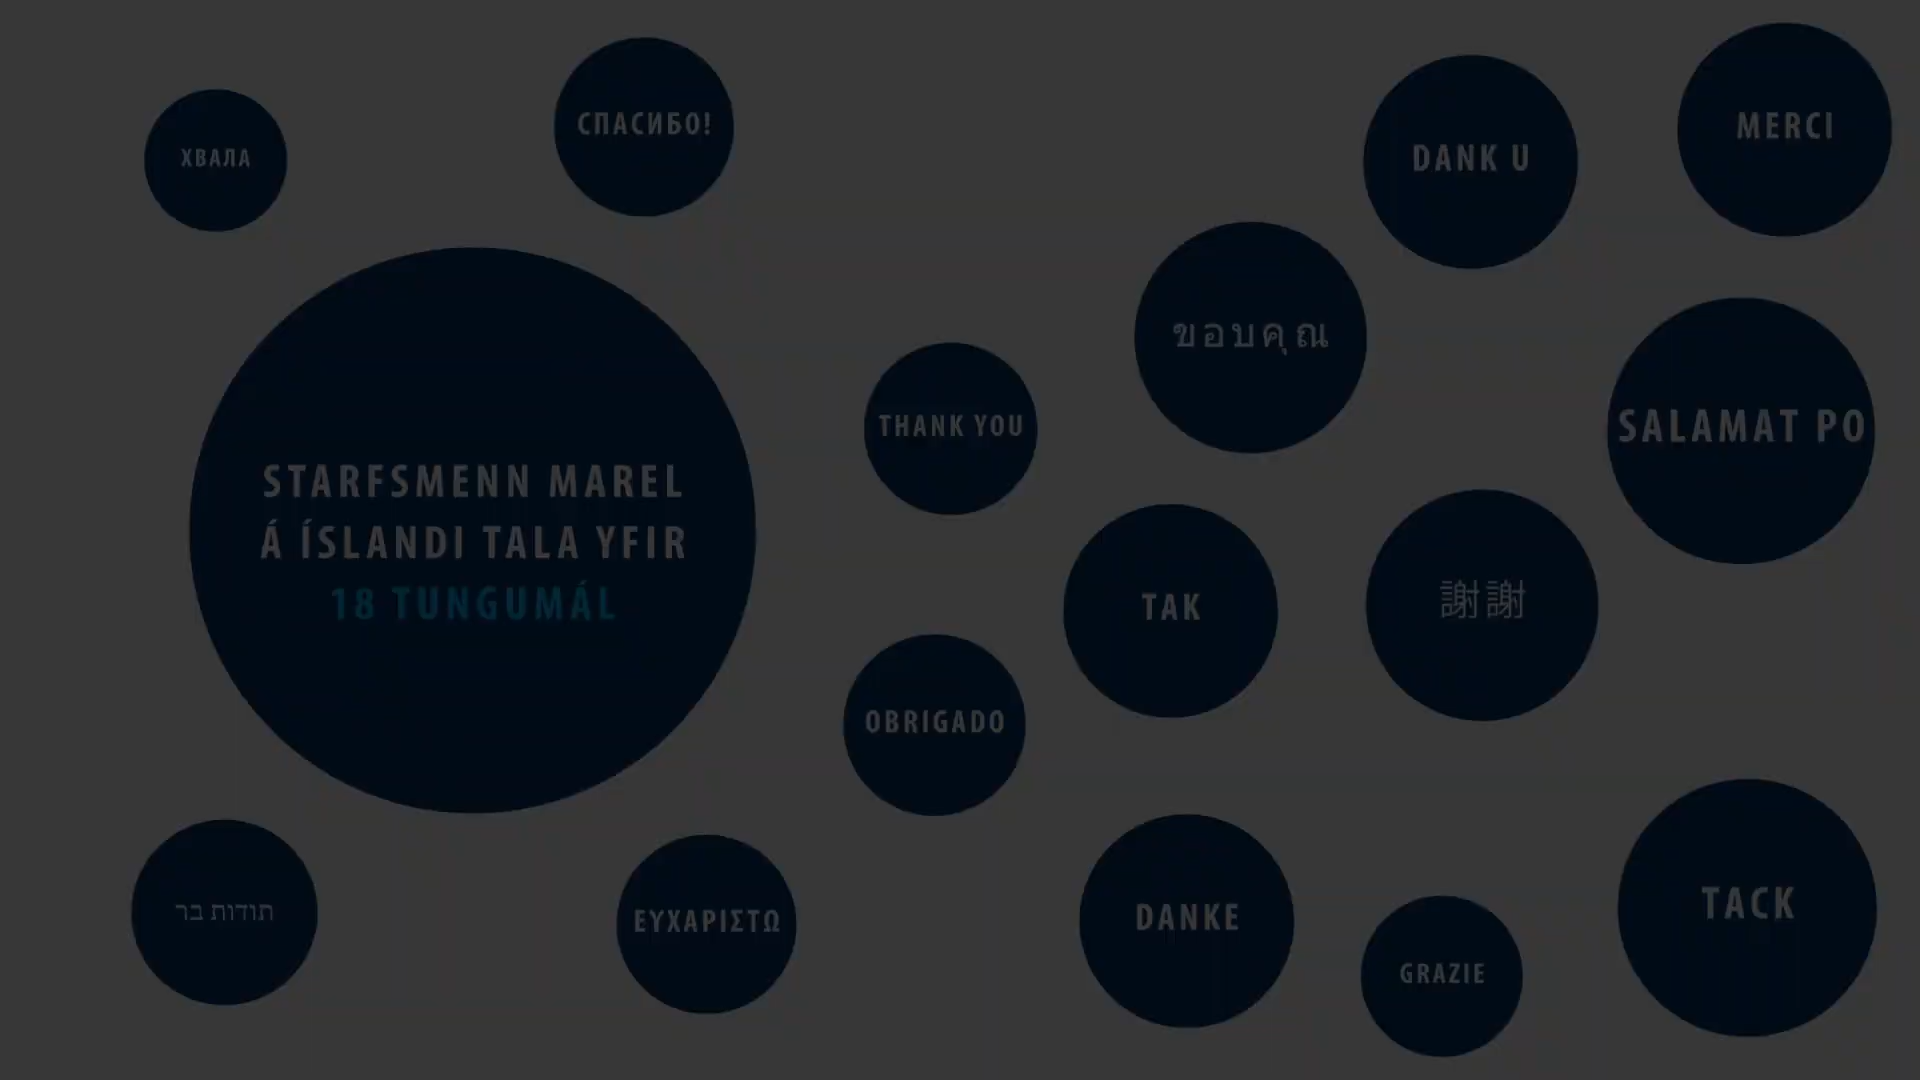 ХВАЛА
СПАСИБО!
DANK U
MERCI
ขอบคุณ
THANK YOU
SALAMAT PO
STARFSMENN MAREL
Á ÍSLANDI TALA YFIR
18 TUNGUMÁL
TAK
謝謝
OBRIGADO
תודות בר
ΕΥΧΑΡΙΣΤΩ
DANKE
GRAZIE
TACK